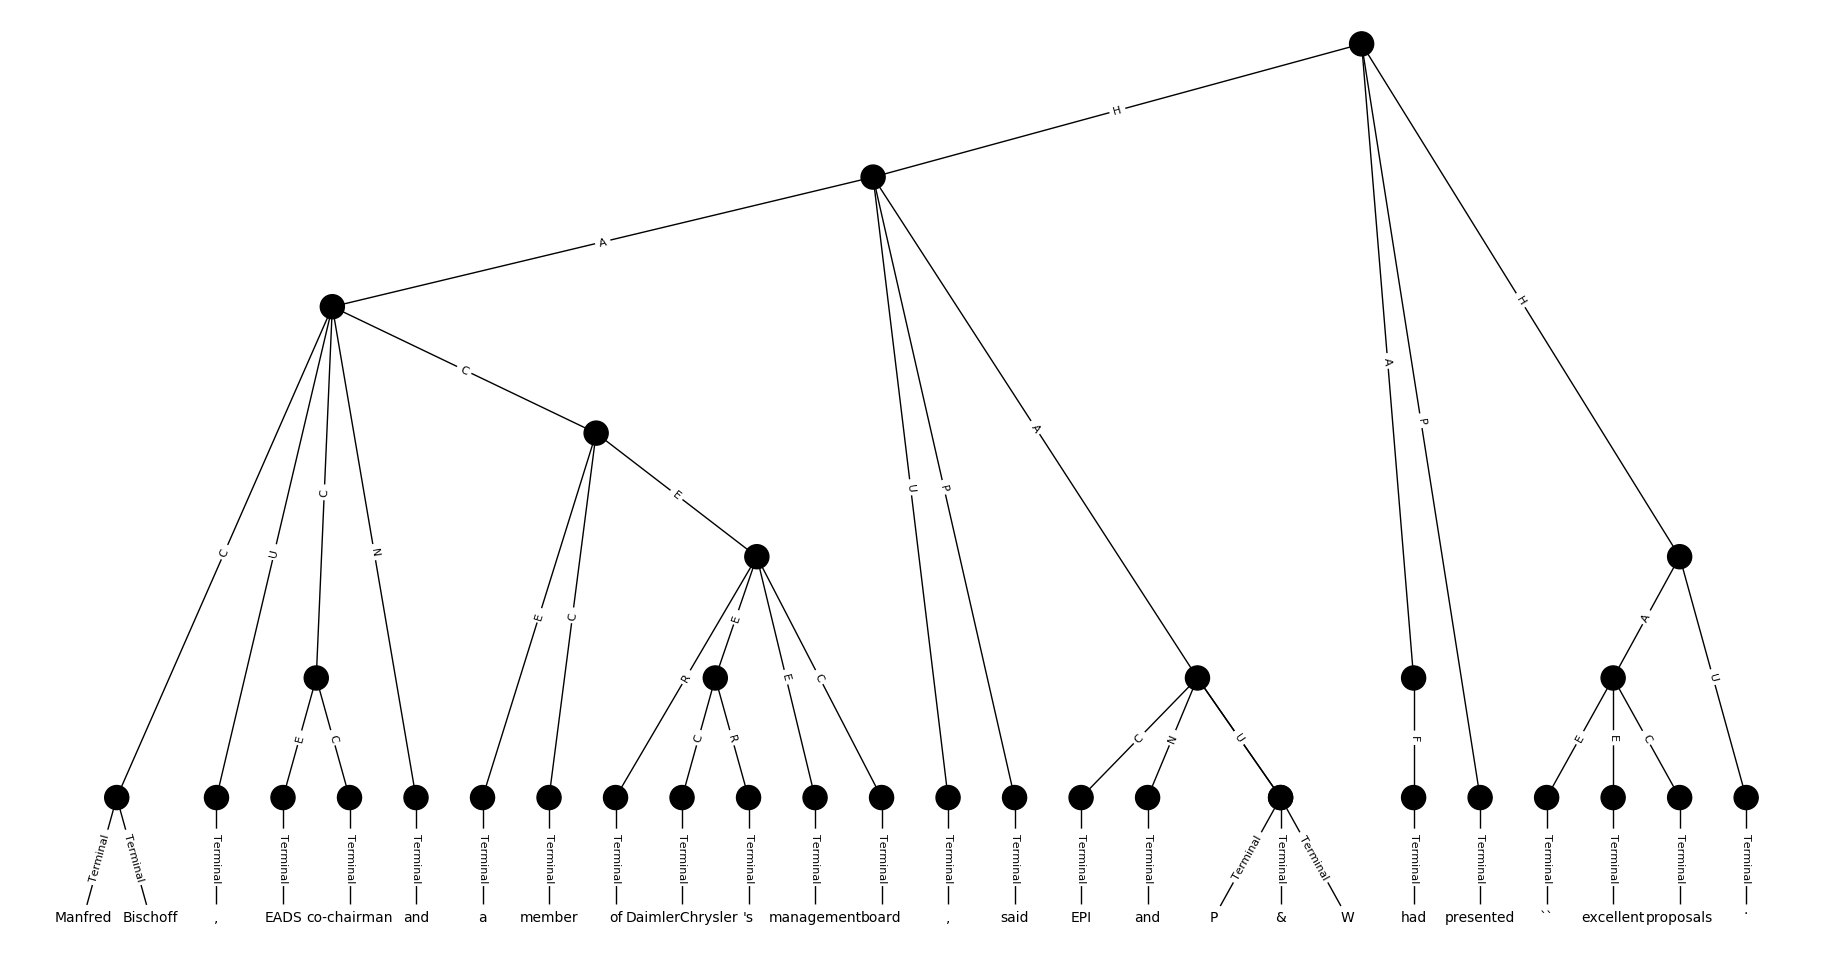 H
A
C
H
A
C
E
A
P
U
P
A
C
U
C
N
E
C
R
E
E
C
A
U
E
C
C
R
C
N
U
F
E
E
C
Terminal Terminal Terminal Terminal Terminal Terminal Terminal Terminal Terminal Terminal Terminal Terminal Terminal Terminal Terminal Terminal Terminal Terminal Terminal Terminal Terminal Terminal Terminal Terminal Terminal Terminal
Manfred Bischoff , EADS co-chairman and a member of DaimlerChrysler 's management board , said EPI and P & W had presented `` excellent proposals .